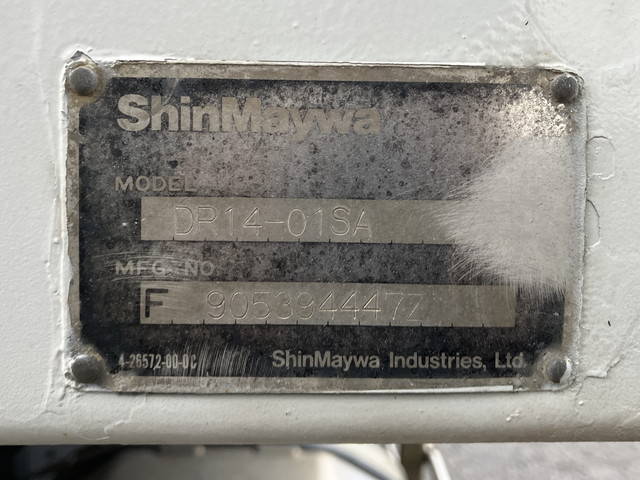 ShinMaywa
MODEL
DR14-01SA
MFG. NO
F 905394447Z
4-26572-00-0C
ShinMaywa Industries, Ltd